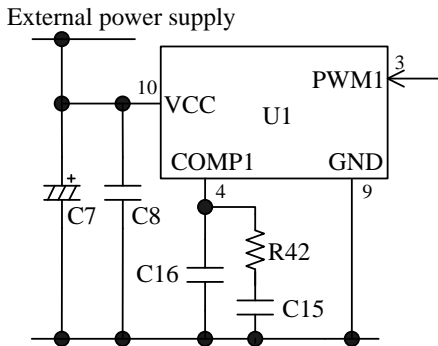 External power supply
3
10
PWM1
VCC
U1
COMP1
GND
4
9
+
C7
C8
R42
C16
C15